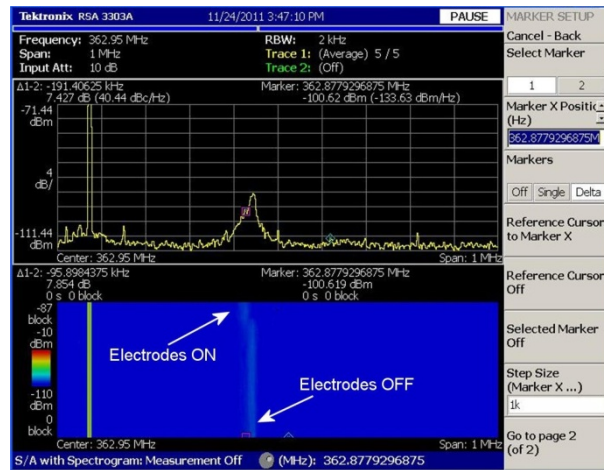 Tektronix RSA 3303A 11/24/2011 3:47:10 PM PAUSE
Frequency: 362.95 MHz RBW: 2 kHz
Span: 1 MHz Trace 1: (Average) 5 / 5
Input Att: 10 dB Trace 2: (Off)
Δ1-2: -191.40625 kHz Marker: 362.8779296875 MHz
7.427 dB (40.44 dBc/Hz) -100.62 dBm (-133.63 dBm/Hz)
-71.44
dBm
4
dB/
-111.44
dBm
Center: 362.95 MHz Span: 1 MHz
Δ1-2: -95.8984375 kHz Marker: 362.8779296875 MHz
7.854 dB -100.619 dBm
0 s 0 block 0 s 0 block
-87
block
-10
dBm
Electrodes ON
Electrodes OFF
-110
dBm
0
block
Center: 362.95 MHz Span: 1 MHz
S/A with Spectrogram: Measurement Off (MHz): 362.8779296875
MARKER SETUP
Cancel - Back
Select Marker
1 2
Marker X Positic
(Hz)
362.8779296875M
Markers
Off Single Delta
Reference Cursor
to Marker X
Reference Cursor
Off
Selected Marker
Off
Step Size
(Marker X ...)
1k
Go to page 2
(of 2)